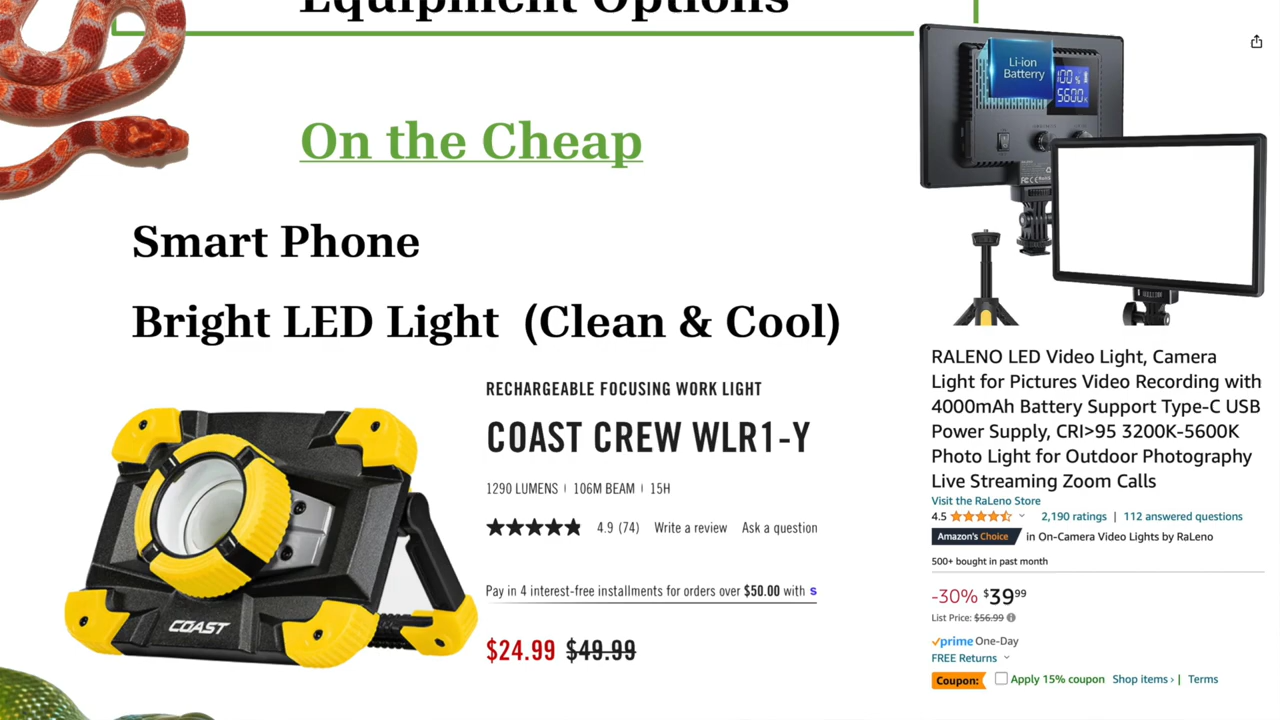 Equipment Options
On the Cheap
Smart Phone
Bright LED Light (Clean & Cool)
RECHARGEABLE FOCUSING WORK LIGHT
COAST CREW WLR1-Y
1290 LUMENS | 106M BEAM | 15H
4.9 (74) Write a review Ask a question
Pay in 4 interest-free installments for orders over $50.00 with s
$24.99 $49.99
COAST
Li-ion
Batterry
100%
5600K
RALENO LED Video Light, Camera
Light for Pictures Video Recording with
4000mAh Battery Support Type-C USB
Power Supply, CRI>95 3200K-5600K
Photo Light for Outdoor Photography
Live Streaming Zoom Calls
Visit the RaLeno Store
4.5 2,190 ratings | 112 answered questions
Amazon's Choice in On-Camera Video Lights by RaLeno
500+ bought in past month
-30% $3999
List Price: $56.99
prime One-Day
FREE Returns
Coupon: Apply 15% coupon Shop items › | Terms